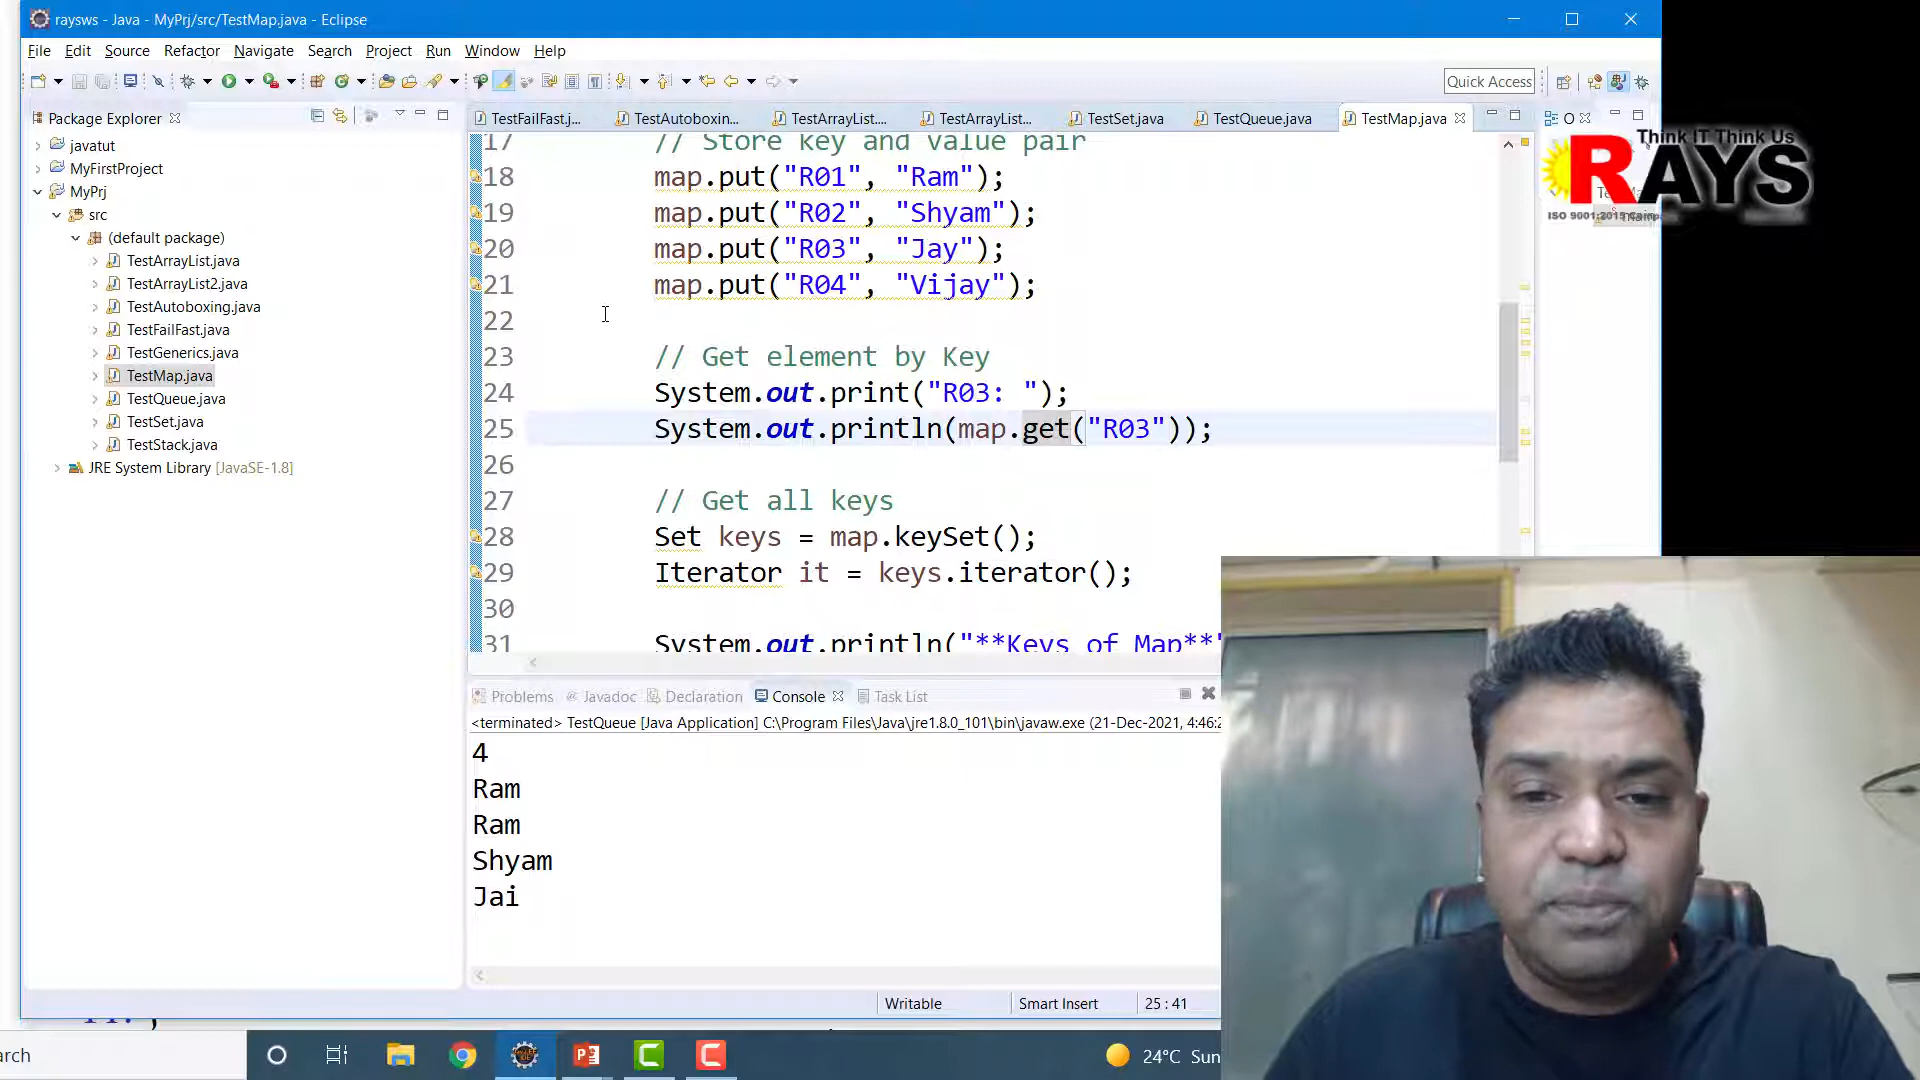 raysws - Java - MyPrj/src/TestMap.java - Eclipse
File Edit Source Refactor Navigate Search Project Run Window Help
Quick Access
Package Explorer
TestFailFast.j... TestAutoboxin... TestArrayList.... TestArrayList... TestSet.java TestQueue.java TestMap.java
Think IT Think Us
RAYS
javatut
MyFirstProject
MyPrj
src
(default package)
TestArrayList.java
TestArrayList2.java
TestAutoboxing.java
TestFailFast.java
TestGenerics.java
TestMap.java
TestQueue.java
TestSet.java
TestStack.java
JRE System Library [JavaSE-1.8]
17 // Store key and value pair
18 map.put("R01", "Ram");
19 map.put("R02", "Shyam");
20 map.put("R03", "Jay");
21 map.put("R04", "Vijay");
22
23 // Get element by Key
24 System.out.print("R03: ");
25 System.out.println(map.get("R03"));
26
27 // Get all keys
28 Set keys = map.keySet();
29 Iterator it = keys.iterator();
30
31 System.out.println("**Keys of Map**"
Problems Javadoc Declaration Console Task List
<terminated> TestQueue [Java Application] C:\Program Files\Java\jre1.8.0_101\bin\javaw.exe (21-Dec-2021, 4:46:2
4
Ram
Ram
Shyam
Jai
Writable Smart Insert 25 : 41
arch
24°C Sun